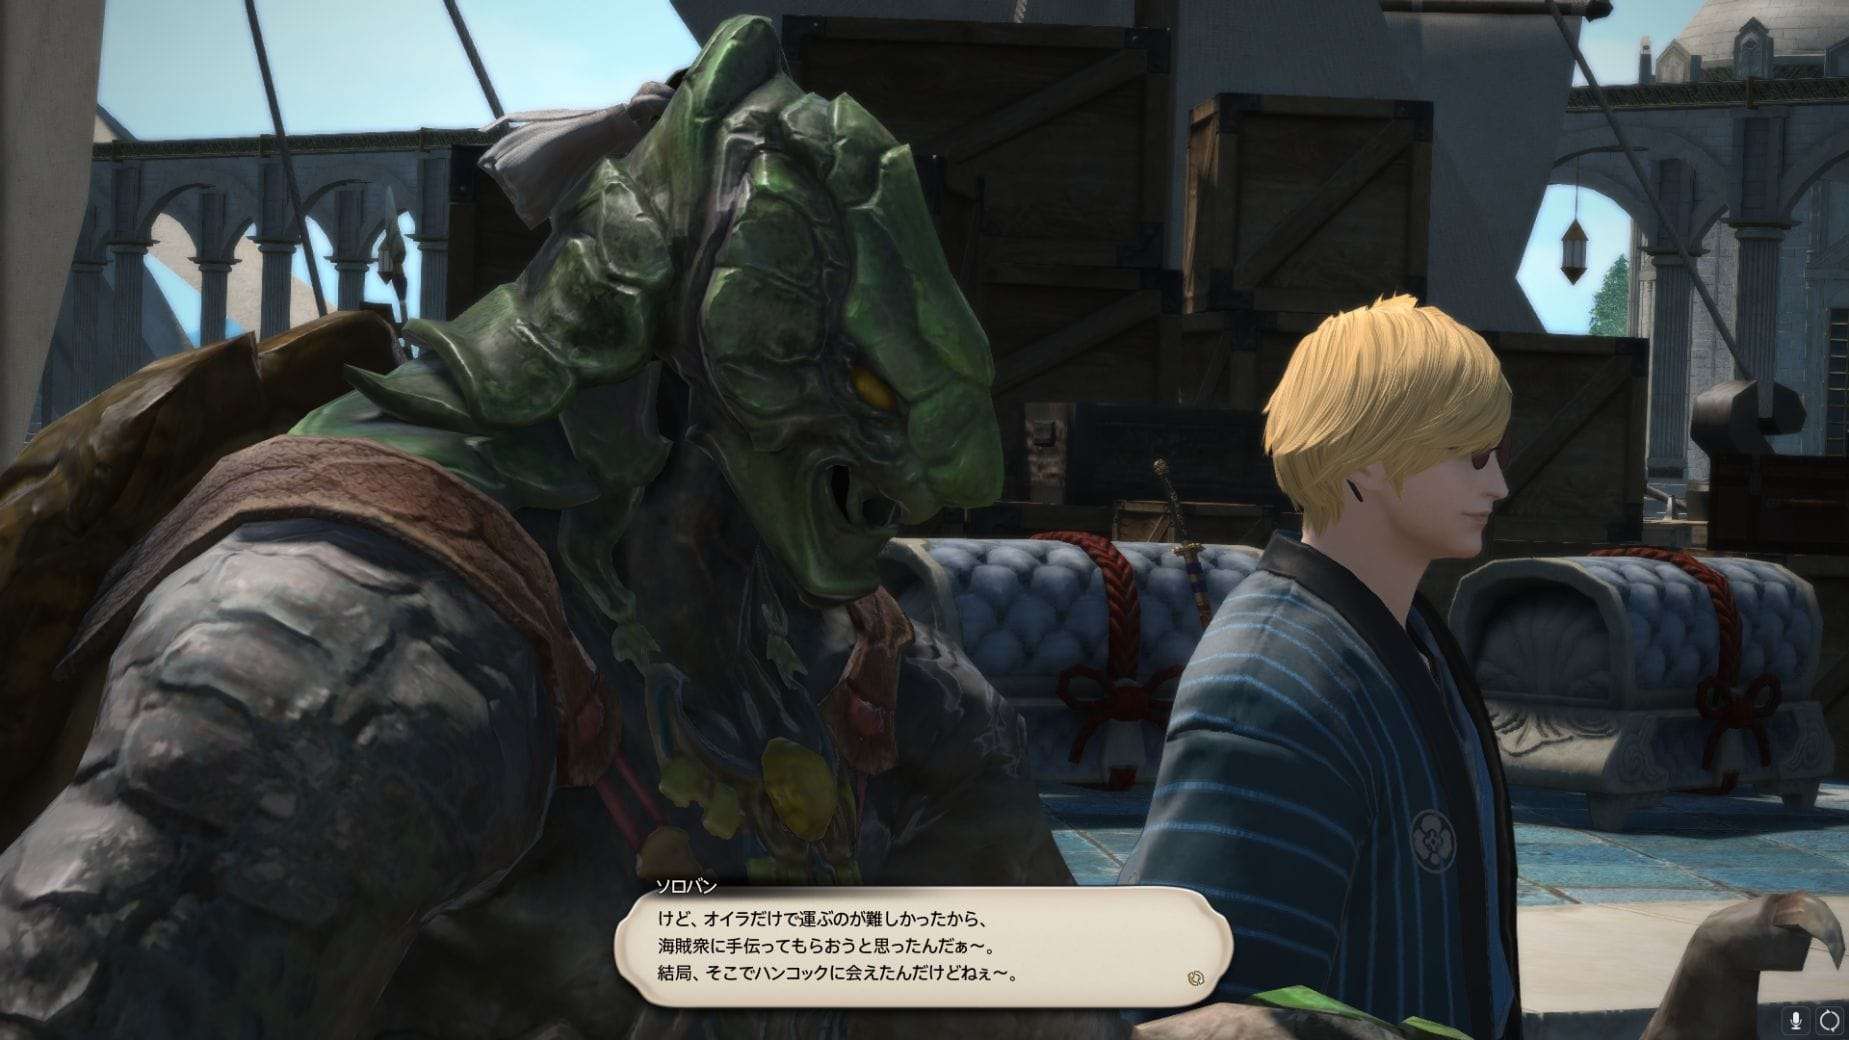 ソロバン
けど、オイラだけで運ぶのが難しかったから、
海賊衆に手伝ってもらおうと思ったんだぁ～。
結局、そこでハンコックに会えたんだけどねぇ～。